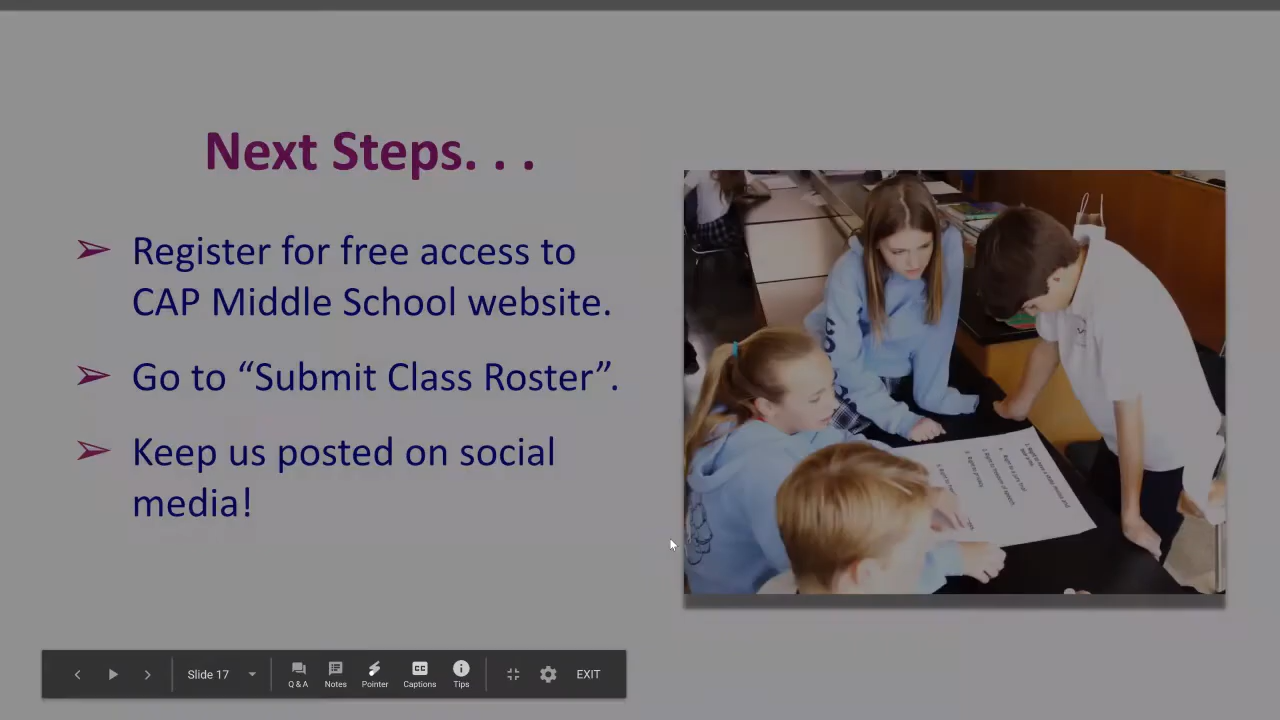 Next Steps. . .
➢ Register for free access to
CAP Middle School website.
➢ Go to “Submit Class Roster”.
➢ Keep us posted on social
media!
Slide 17
Q & A
Notes
Pointer
CC
Captions
Tips
EXIT